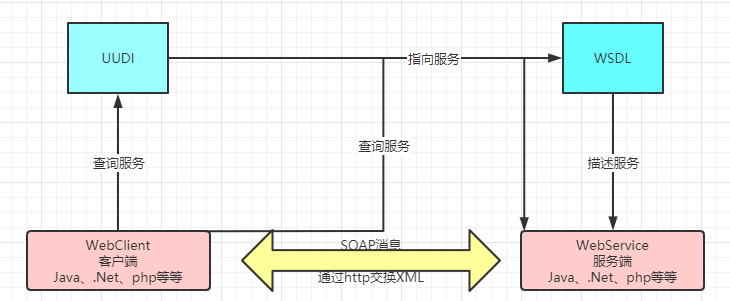 UUDI
指向服务
WSDL
查询服务
查询服务
描述服务
WebClient
客户端
Java、.Net、php等等
SOAP消息
通过http交换XML
WebService
服务端
Java、.Net、php等等